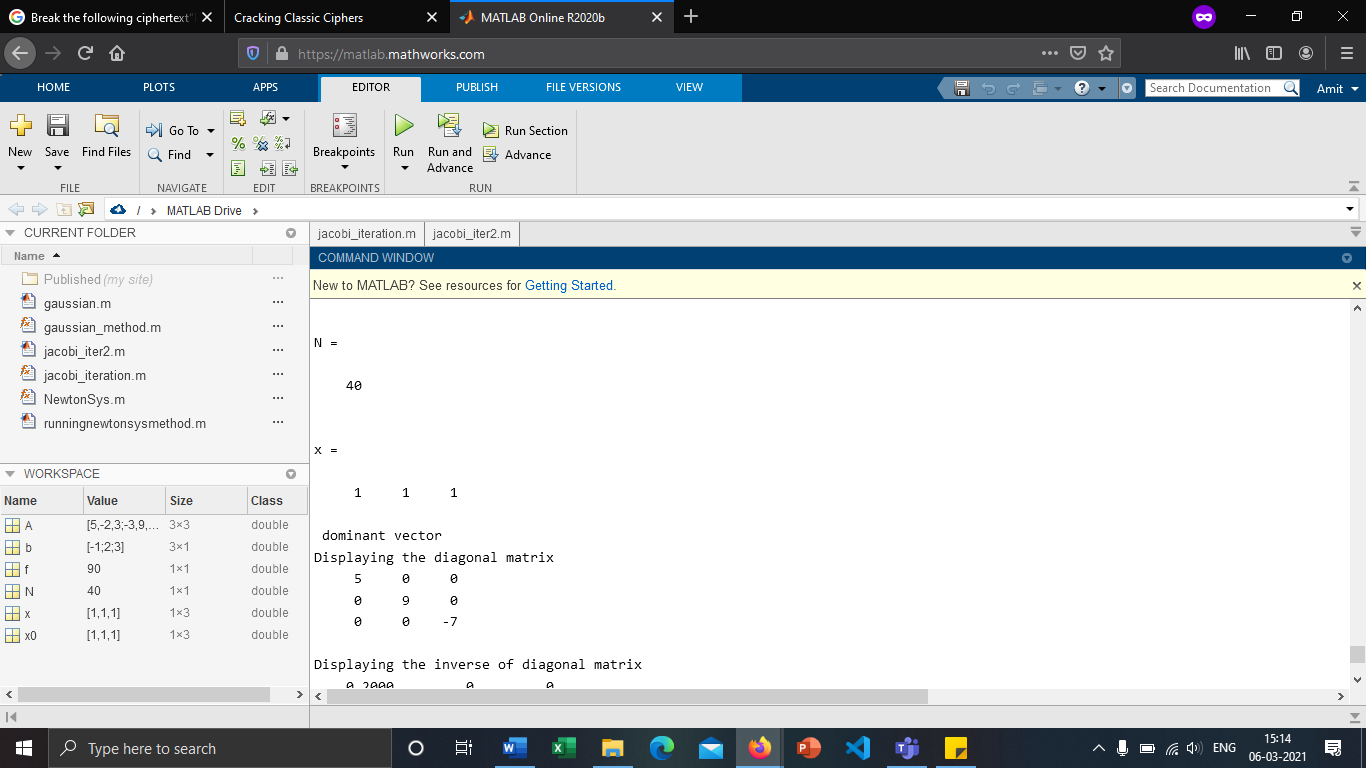 Break the following ciphertext"
Cracking Classic Ciphers
MATLAB Online R2020b
https://matlab.mathworks.com
HOME PLOTS APPS EDITOR PUBLISH FILE VERSIONS VIEW
Search Documentation
Amit
New
Save
Find Files
Go To
Find
Breakpoints
Run
Run and
Advance
Run Section
Advance
FILE NAVIGATE EDIT BREAKPOINTS RUN
/ MATLAB Drive
CURRENT FOLDER
Name
Published (my site)
gaussian.m
gaussian_method.m
jacobi_iter2.m
jacobi_iteration.m
NewtonSys.m
runningnewtonsysmethod.m
WORKSPACE
Name Value Size Class
A [5,-2,3;-3,9,... 3×3 double
b [-1;2;3] 3×1 double
f 90 1×1 double
N 40 1×1 double
x [1,1,1] 1×3 double
x0 [1,1,1] 1×3 double
jacobi_iteration.m jacobi_iter2.m
COMMAND WINDOW
New to MATLAB? See resources for Getting Started.
N =
40
x =
1 1 1
dominant vector
Displaying the diagonal matrix
5 0 0
0 9 0
0 0 -7
Displaying the inverse of diagonal matrix
0.2000 0 0
Type here to search
ENG
15:14
06-03-2021